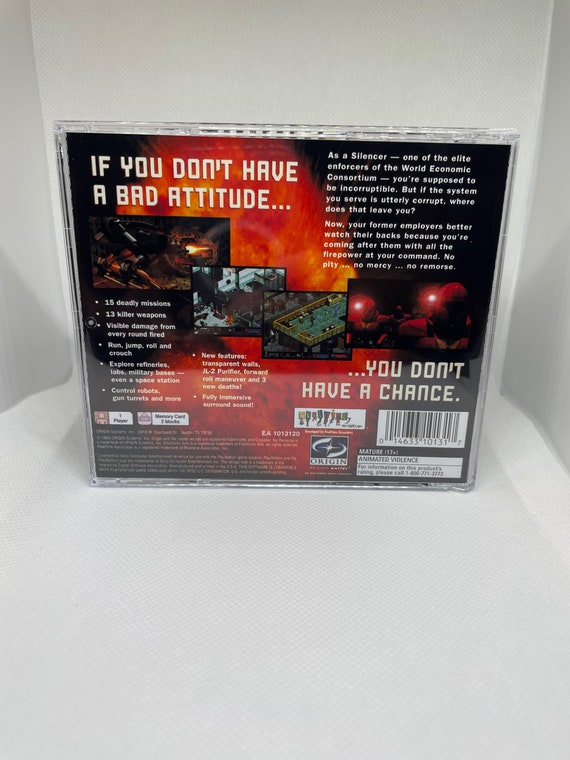 IF YOU DON'T HAVE
A BAD ATTITUDE...
As a Silencer — one of the elite
enforcers of the World Economic
Consortium — you're supposed to
be incorruptible. But if the system
you serve is utterly corrupt, where
does that leave you?
Now, your former employers better
watch their backs because you're
coming after them with all the
firepower at your command. No
pity ... no mercy ... no remorse.
• 15 deadly missions
• 13 killer weapons
• Visible damage from
every round fired
• Run, jump, roll and
crouch
• Explore refineries,
labs, military bases —
even a space station
• Control robots,
gun turrets and more
• New features:
transparent walls,
JL-2 Purifier, forward
roll maneuver and 3
new deaths!
• Fully immersive
surround sound!
...YOU DON'T
HAVE A CHANCE.
1
Player
Memory Card
2 blocks
EA 1013120
ORIGIN
0 14633 10131 7
MATURE (17+)
ANIMATED VIOLENCE
For information on this product's
rating, please call 1-800-771-3772